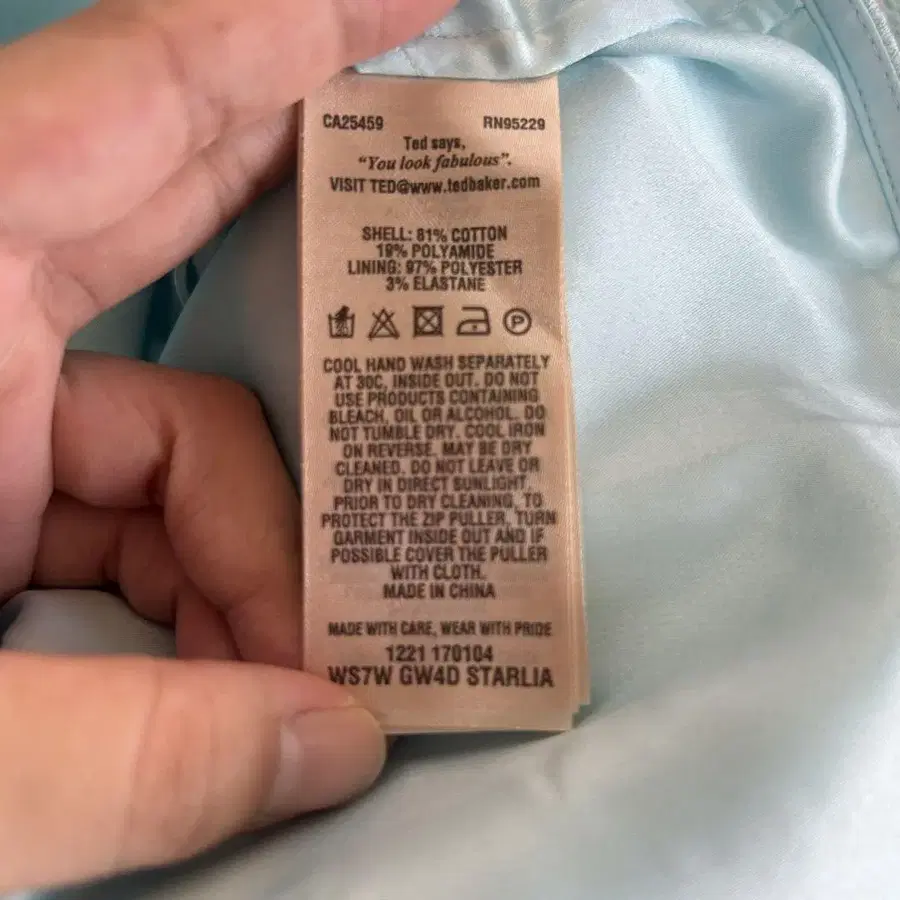 CA25459 RN95229
Ted says,
"You look fabulous".
VISIT TED@www.tedbaker.com
SHELL: 81% COTTON
19% POLYAMIDE
LINING: 97% POLYESTER
3% ELASTANE
P
COOL HAND WASH SEPARATELY
AT 30C, INSIDE OUT. DO NOT
USE PRODUCTS CONTAINING
BLEACH, OIL OR ALCOHOL. DO
NOT TUMBLE DRY. COOL IRON
ON REVERSE. MAY BE DRY
CLEANED. DO NOT LEAVE OR
DRY IN DIRECT SUNLIGHT.
PRIOR TO DRY CLEANING, TO
PROTECT THE ZIP PULLER, TURN
GARMENT INSIDE OUT AND IF
POSSIBLE COVER THE PULLER
WITH CLOTH.
MADE IN CHINA
MADE WITH CARE, WEAR WITH PRIDE
1221 170104
WS7W GW4D STARLIA